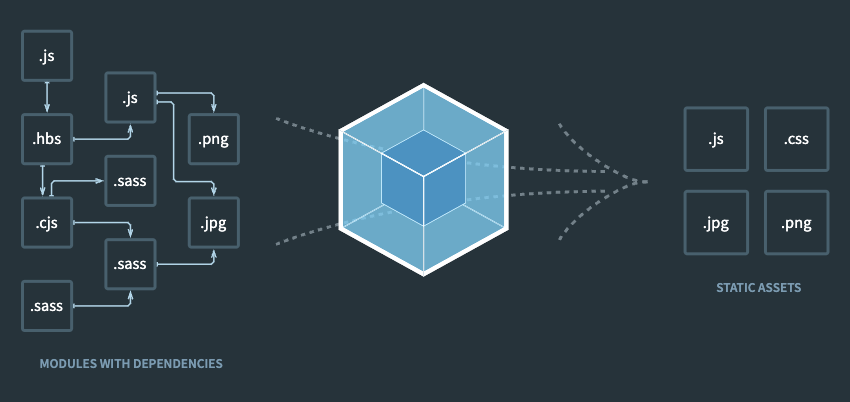 .js
.js
.hbs
.png
.sass
.cjs
.jpg
.sass
.sass
MODULES WITH DEPENDENCIES
.js
.css
.jpg
.png
STATIC ASSETS